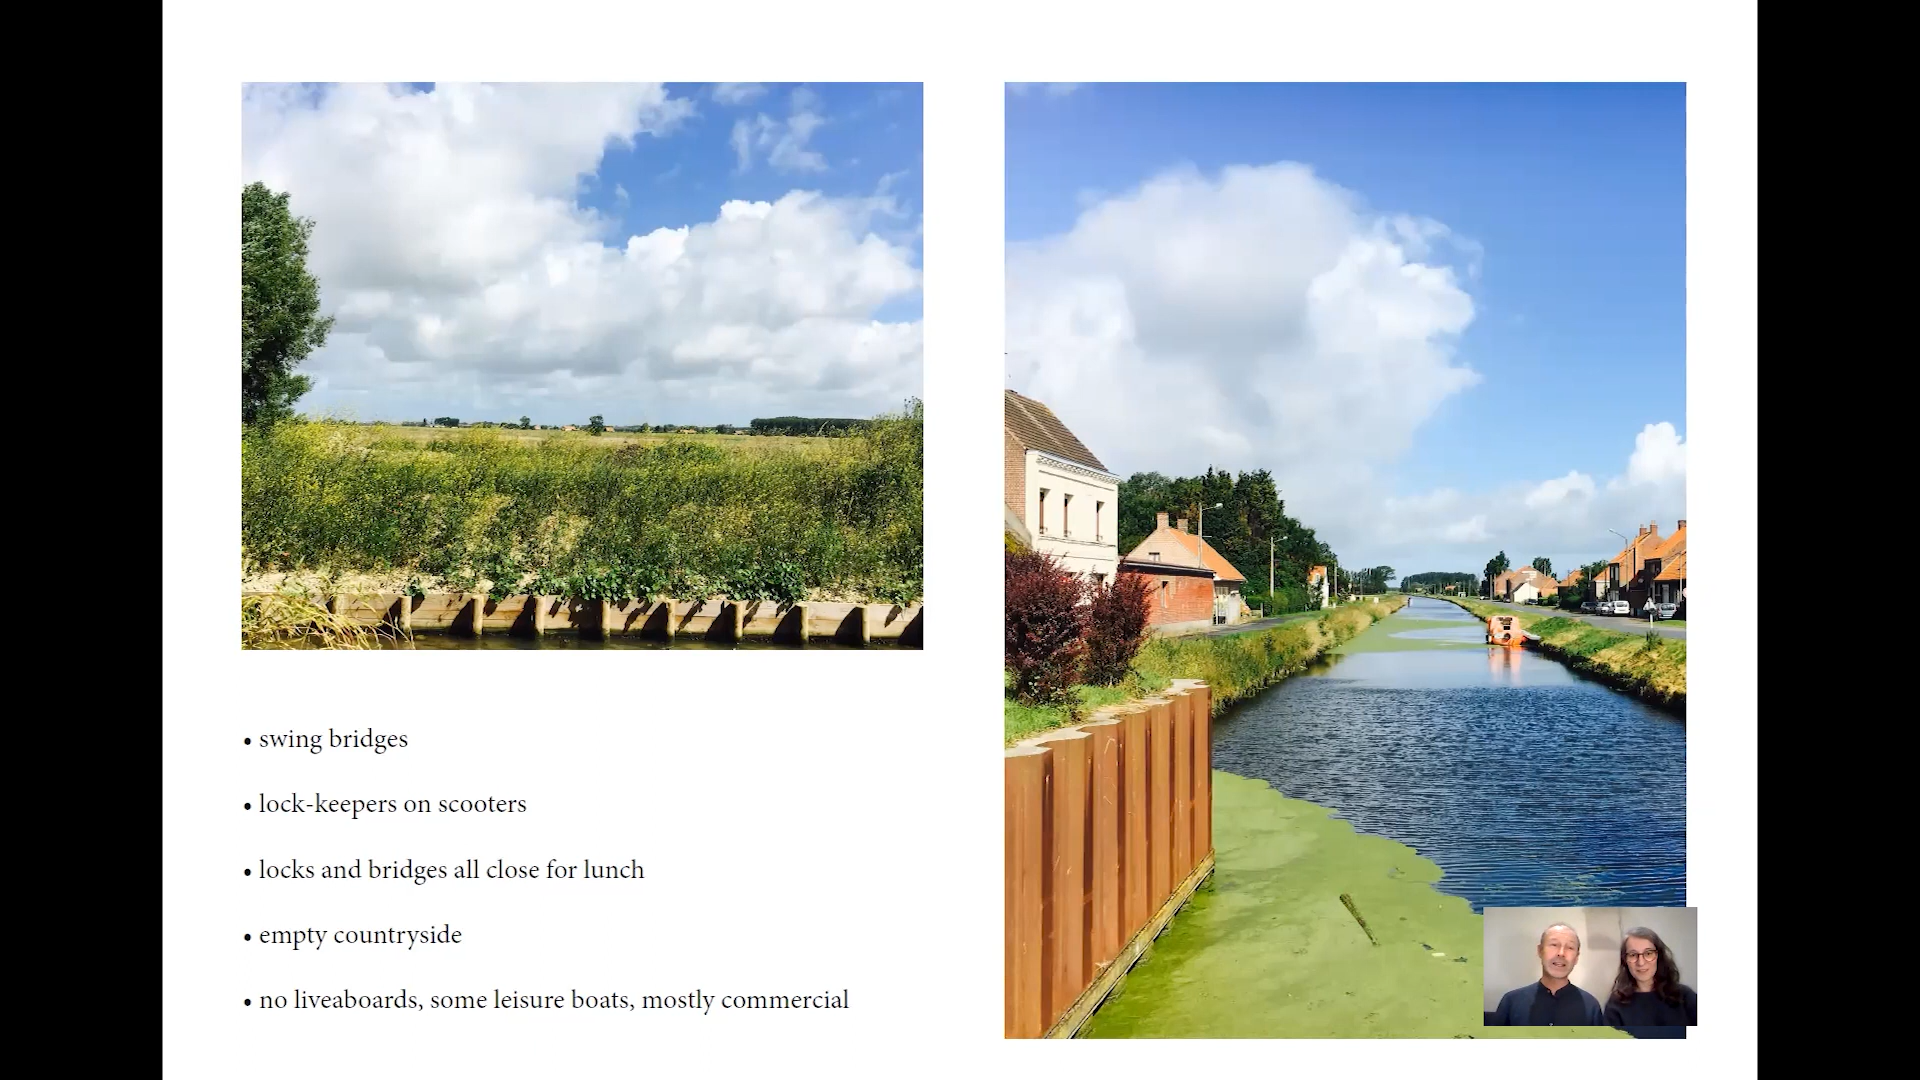 • swing bridges
• lock-keepers on scooters
• locks and bridges all close for lunch
• empty countryside
• no liveaboards, some leisure boats, mostly commercial